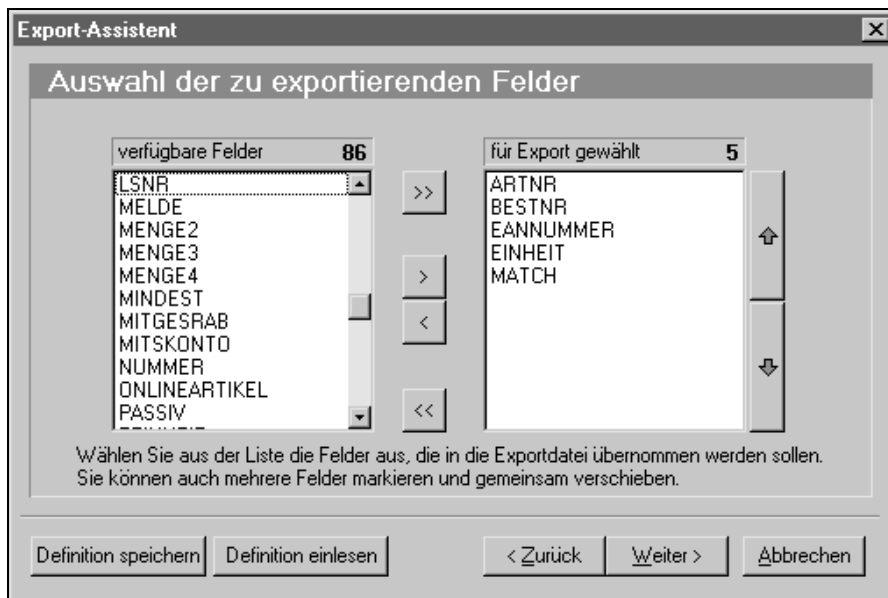 Export-Assistent
Auswahl der zu exportierenden Felder
verfügbare Felder 86
LSNR
MELDE
MENGE2
MENGE3
MENGE4
MINDEST
MITGESRAB
MITSKONTO
NUMMER
ONLINEARTIKEL
PASSIV
>>
>
<
<<
für Export gewählt 5
ARTNR
BESTNR
EANNUMMER
EINHEIT
MATCH
Wählen Sie aus der Liste die Felder aus, die in die Exportdatei übernommen werden sollen.
Sie können auch mehrere Felder markieren und gemeinsam verschieben.
Definition speichern Definition einlesen < Zurück Weiter > Abbrechen